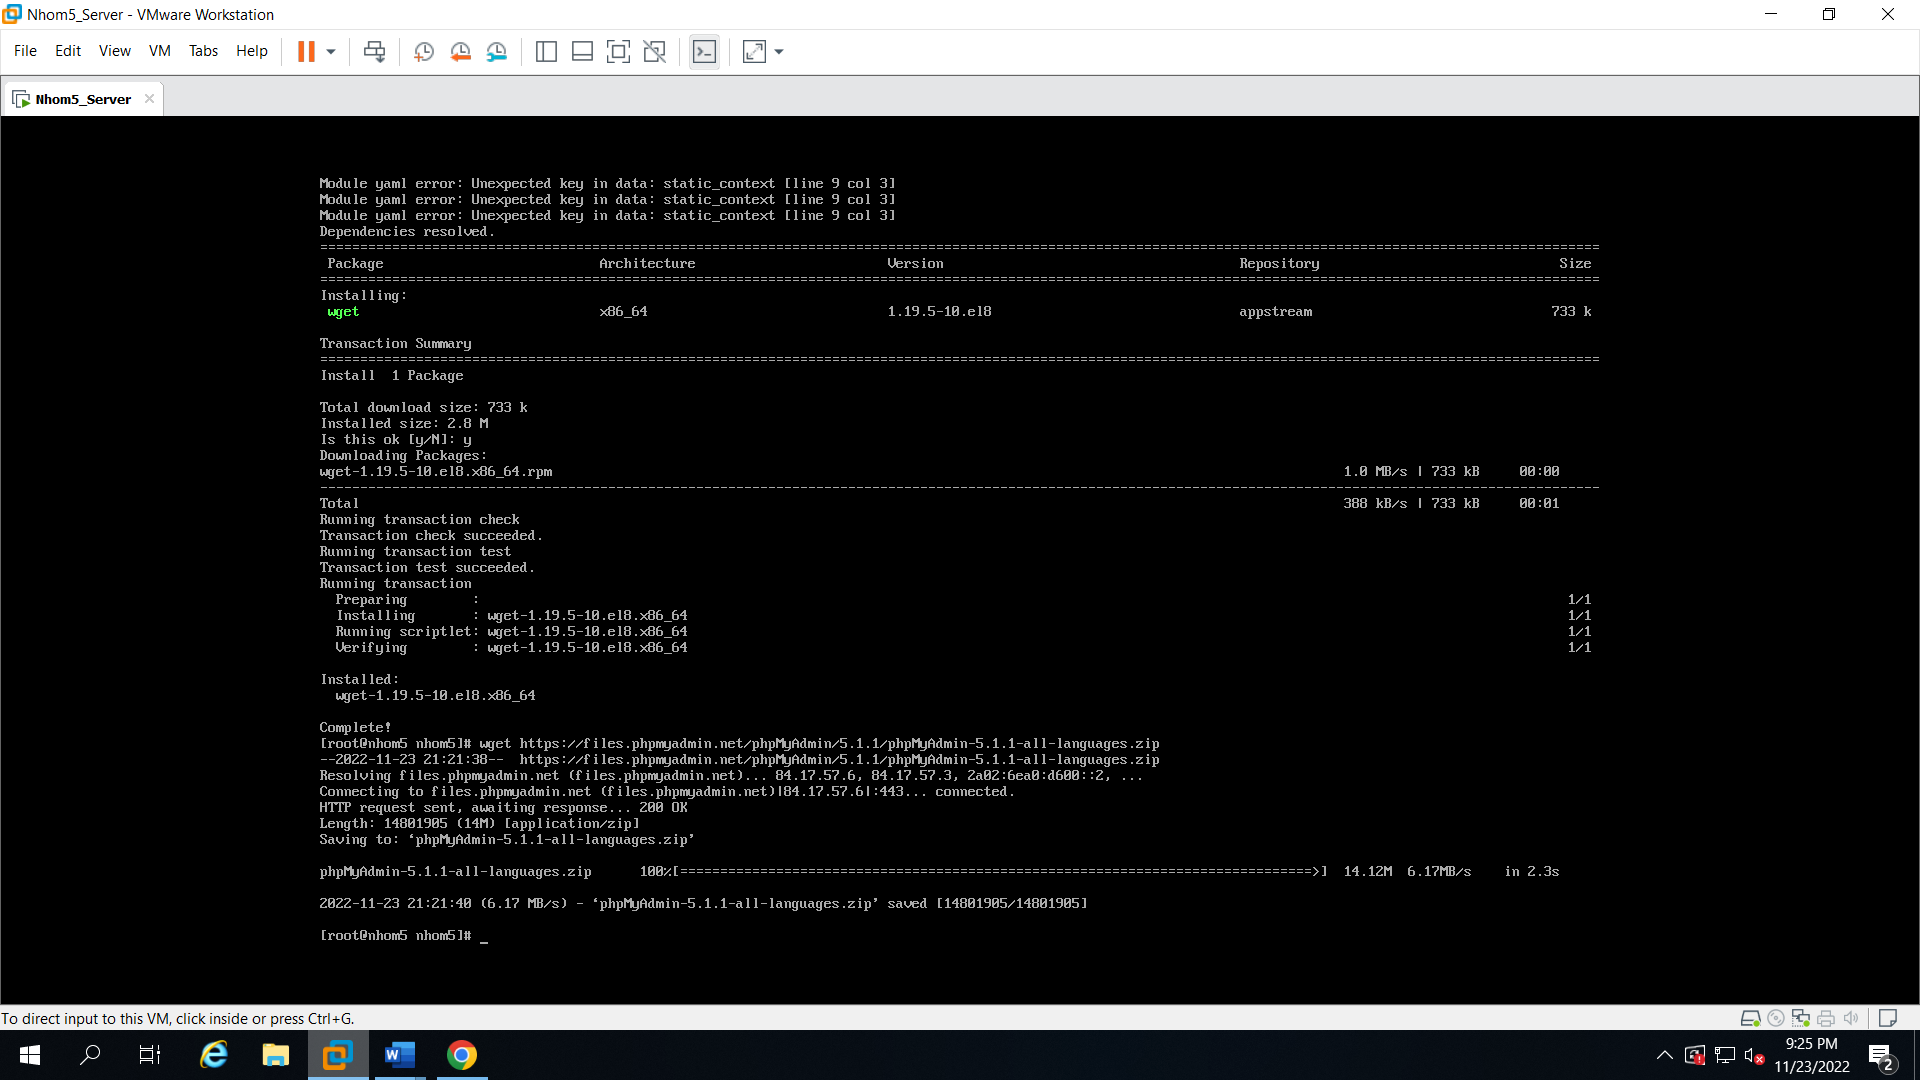 Nhom5_Server - VMware Workstation
File Edit View VM Tabs Help
Nhom5_Server
Module yaml error: Unexpected key in data: static_context [line 9 col 3]
Module yaml error: Unexpected key in data: static_context [line 9 col 3]
Module yaml error: Unexpected key in data: static_context [line 9 col 3]
Dependencies resolved.
================================================================================
Package Architecture Version Repository Size
================================================================================
Installing:
wget x86_64 1.19.5-10.el8 appstream 733 k
Transaction Summary
================================================================================
Install 1 Package
Total download size: 733 k
Installed size: 2.8 M
Is this ok [y/N]: y
Downloading Packages:
wget-1.19.5-10.el8.x86_64.rpm 1.0 MB/s | 733 kB 00:00
--------------------------------------------------------------------------------
Total 388 kB/s | 733 kB 00:01
Running transaction check
Transaction check succeeded.
Running transaction test
Transaction test succeeded.
Running transaction
Preparing : 1/1
Installing : wget-1.19.5-10.el8.x86_64 1/1
Running scriptlet: wget-1.19.5-10.el8.x86_64 1/1
Verifying : wget-1.19.5-10.el8.x86_64 1/1
Installed:
wget-1.19.5-10.el8.x86_64
Complete!
[root@nhom5 nhom5]# wget https://files.phpmyadmin.net/phpMyAdmin/5.1.1/phpMyAdmin-5.1.1-all-languages.zip
--2022-11-23 21:21:38-- https://files.phpmyadmin.net/phpMyAdmin/5.1.1/phpMyAdmin-5.1.1-all-languages.zip
Resolving files.phpmyadmin.net (files.phpmyadmin.net)... 84.17.57.6, 84.17.57.3, 2a02:6ea0:d600::2, ...
Connecting to files.phpmyadmin.net (files.phpmyadmin.net)|84.17.57.6|:443... connected.
HTTP request sent, awaiting response... 200 OK
Length: 14801905 (14M) [application/zip]
Saving to: ‘phpMyAdmin-5.1.1-all-languages.zip’
phpMyAdmin-5.1.1-all-languages.zip 100%[===============================================================================>] 14.12M 6.17MB/s in 2.3s
2022-11-23 21:21:40 (6.17 MB/s) - ‘phpMyAdmin-5.1.1-all-languages.zip’ saved [14801905/14801905]
[root@nhom5 nhom5]# _
To direct input to this VM, click inside or press Ctrl+G.
9:25 PM
11/23/2022
2